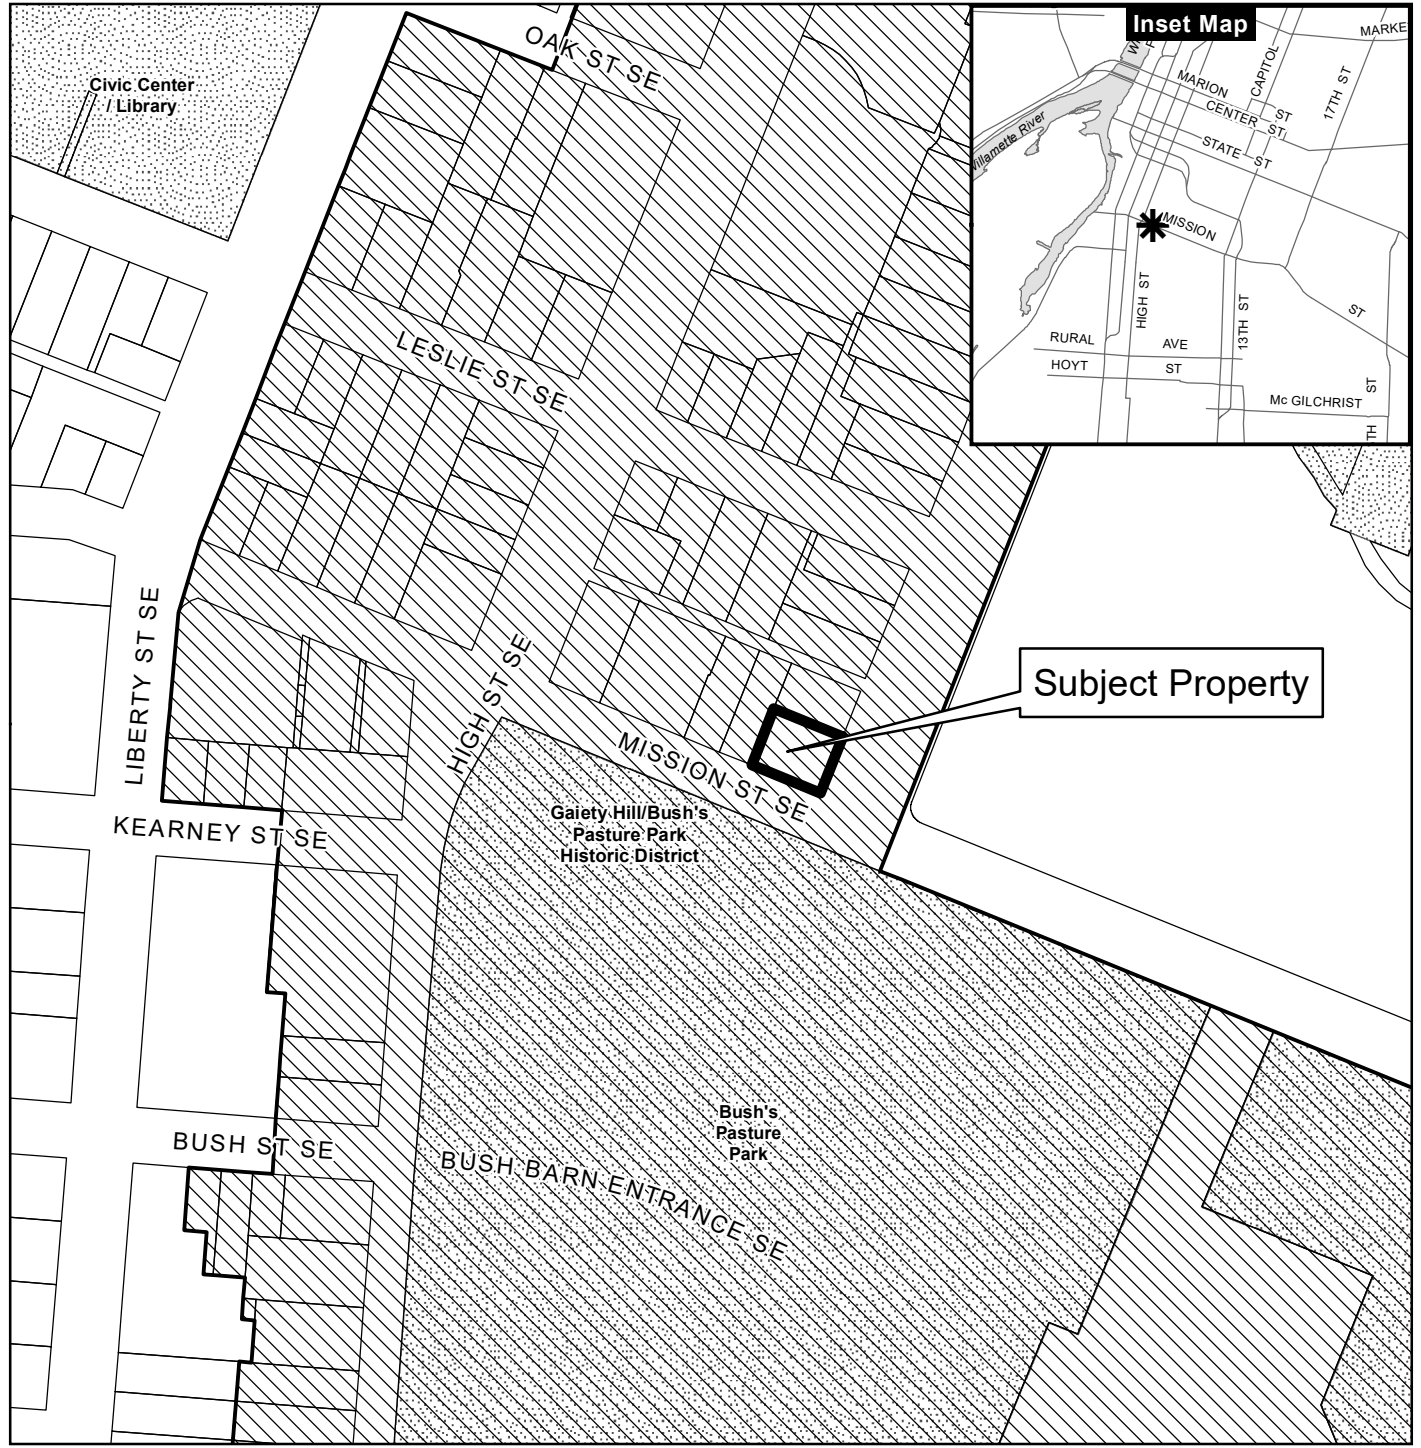 Inset Map
MARKE
CAPITOL
17TH ST
MARION
ST
CENTER ST
STATE ST
Willamette River
MISSION
ST
HIGH ST
13TH ST
RURAL AVE
HOYT ST
Mc GILCHRIST
ST
TH
OAK ST SE
Civic Center
/ Library
LESLIE ST SE
LIBERTY ST SE
HIGH ST SE
Subject Property
MISSION ST SE
Gaiety Hill/Bush's
Pasture Park
Historic District
KEARNEY ST SE
Bush's
Pasture
Park
BUSH ST SE
BUSH BARN ENTRANCE SE